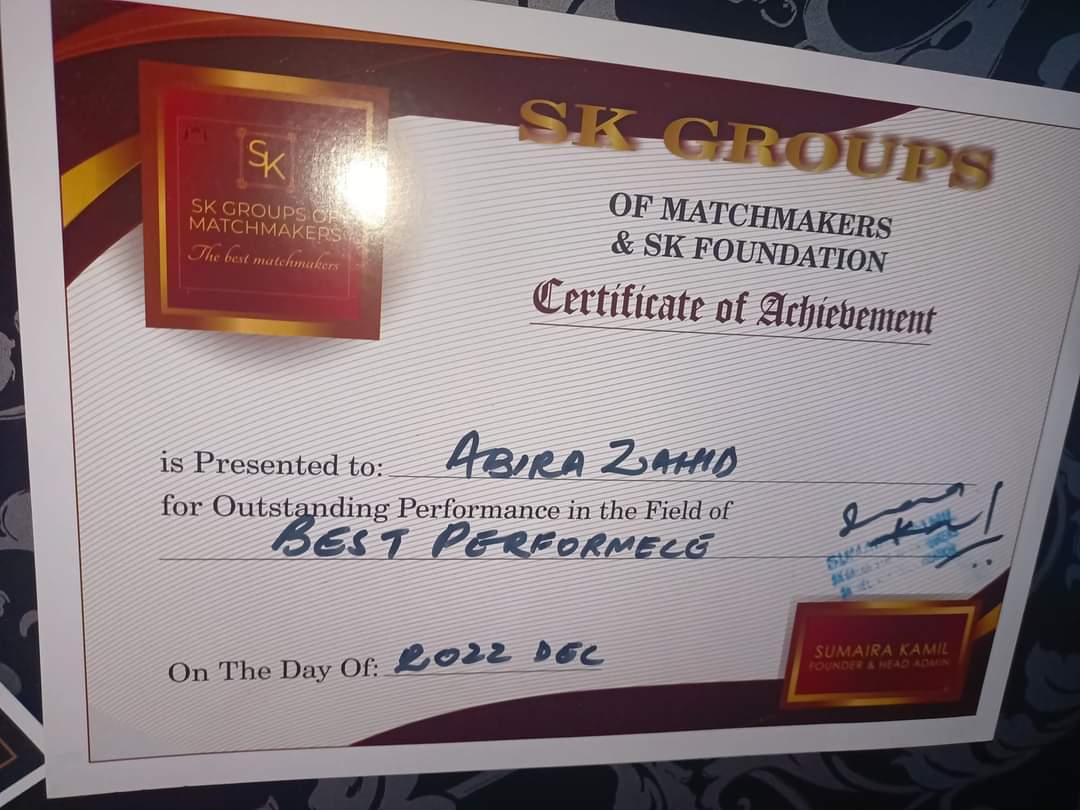 SK
SK GROUPS OF
MATCHMAKERS
The best matchmakers
SK GROUPS
OF MATCHMAKERS
& SK FOUNDATION
Certificate of Achievement
is Presented to: ABIRA ZAHID
for Outstanding Performance in the Field of
BEST PERFORMECE
On The Day Of: 2022 DEC
SUMAIRA KAMIL
FOUNDER & HEAD ADMIN